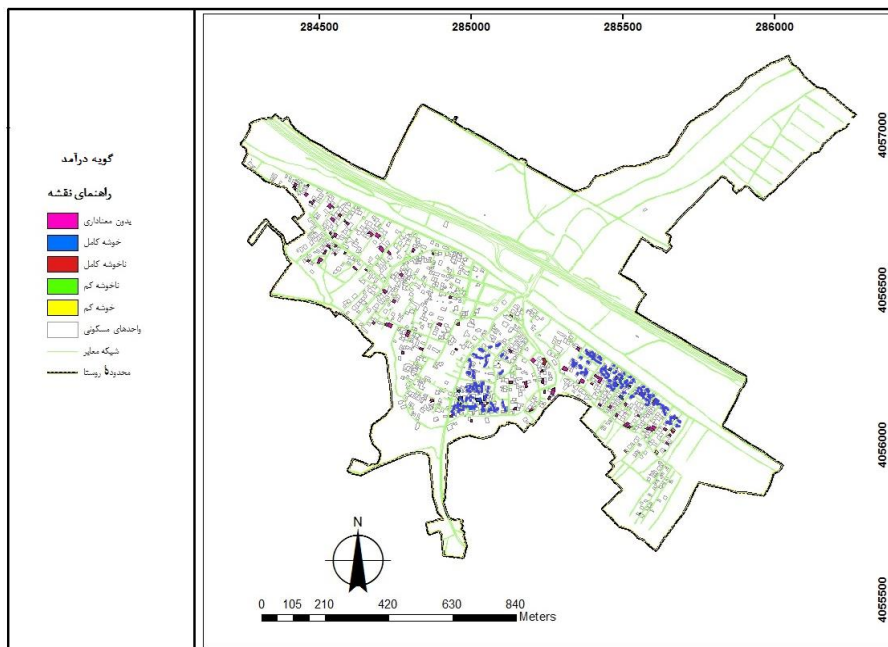 284500 285000 285500 286000
4057000
4056500
4056000
4055500
گویه درآمد
راهنمای نقشه
بدون معناداری
خوشه کامل
ناخوشه کامل
ناخوشه کم
خوشه کم
واحدهای مسکونی
شبکه معابر
محدوده روستا
N
0 105 210 420 630 840
Meters